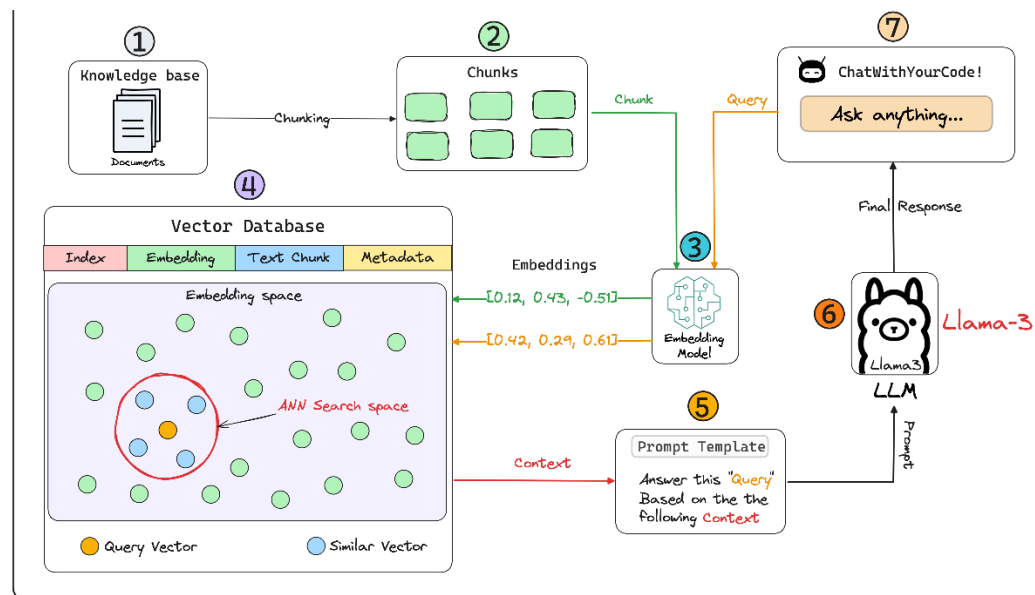 1
Knowledge base
Documents
Chunking
2
Chunks
Chunk
Query
7
ChatWithYourCode!
Ask anything...
Final Response
4
Vector Database
Index
Embedding
Text Chunk
Metadata
Embedding space
ANN Search space
Query Vector
Similar Vector
Embeddings
[0.12, 0.43, -0.51]
[0.42, 0.29, 0.61]
3
Embedding
Model
Context
5
Prompt Template
Answer this "Query"
Based on the the
following Context
Prompt
6
Llama3
LLM
Llama-3